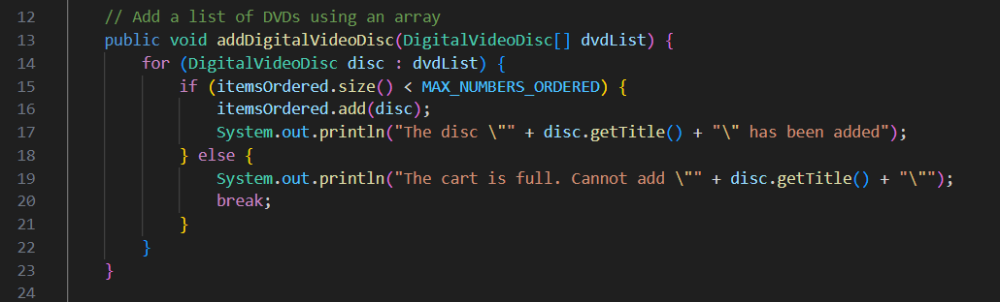 12 // Add a list of DVDs using an array
13 public void addDigitalVideoDisc(DigitalVideoDisc[] dvdList) {
14 for (DigitalVideoDisc disc : dvdList) {
15 if (itemsOrdered.size() < MAX_NUMBERS_ORDERED) {
16 itemsOrdered.add(disc);
17 System.out.println("The disc \"" + disc.getTitle() + "\" has been added");
18 } else {
19 System.out.println("The cart is full. Cannot add \"" + disc.getTitle() + "\"");
20 break;
21 }
22 }
23 }
24